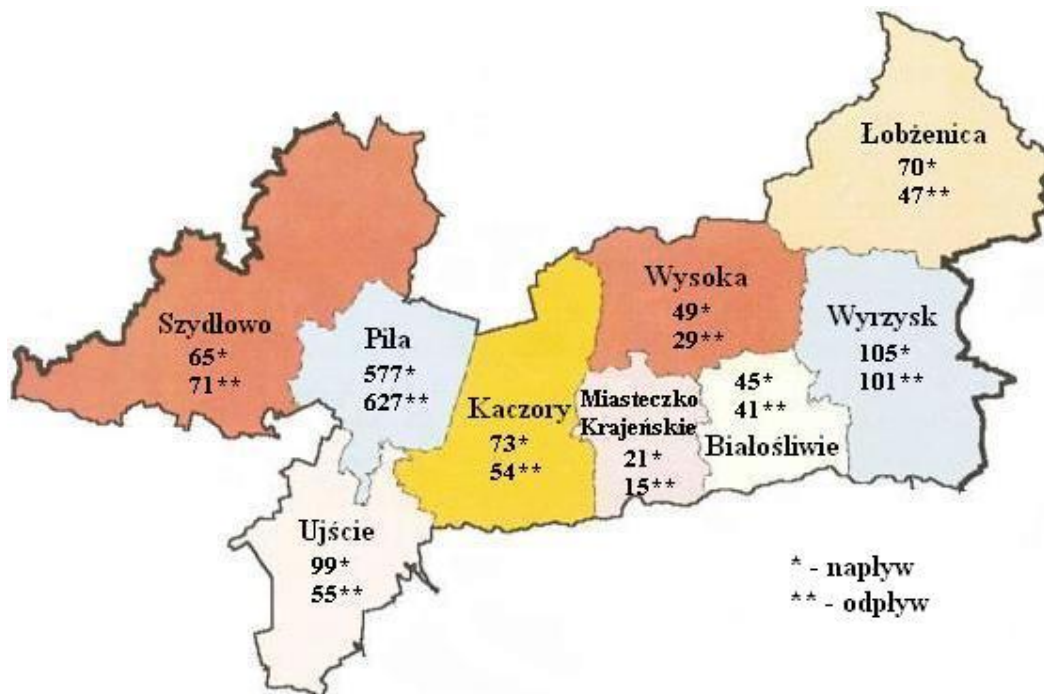 Łobżenica
70*
47**
Wysoka
49*
29**
Wyrzysk
105*
101**
Szydłowo
65*
71**
Piła
577*
627**
Kaczory
73*
54**
Miasteczko
Krajeńskie
21*
15**
45*
41**
Białośliwie
Ujście
99*
55**
* - napływ
** - odpływ